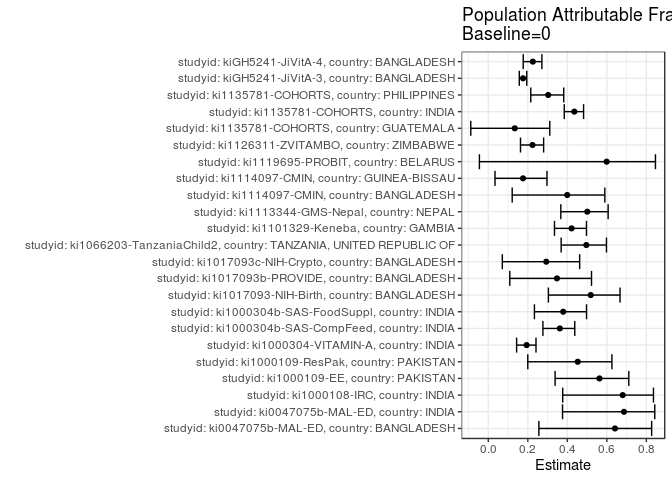 Population Attributable Fra
Baseline=0
studyid: kiGH5241-JiVitA-4, country: BANGLADESH
studyid: kiGH5241-JiVitA-3, country: BANGLADESH
studyid: ki1135781-COHORTS, country: PHILIPPINES
studyid: ki1135781-COHORTS, country: INDIA
studyid: ki1135781-COHORTS, country: GUATEMALA
studyid: ki1126311-ZVITAMBO, country: ZIMBABWE
studyid: ki1119695-PROBIT, country: BELARUS
studyid: ki1114097-CMIN, country: GUINEA-BISSAU
studyid: ki1114097-CMIN, country: BANGLADESH
studyid: ki1113344-GMS-Nepal, country: NEPAL
studyid: ki1101329-Keneba, country: GAMBIA
studyid: ki1066203-TanzaniaChild2, country: TANZANIA, UNITED REPUBLIC OF
studyid: ki1017093c-NIH-Crypto, country: BANGLADESH
studyid: ki1017093b-PROVIDE, country: BANGLADESH
studyid: ki1017093-NIH-Birth, country: BANGLADESH
studyid: ki1000304b-SAS-FoodSuppl, country: INDIA
studyid: ki1000304b-SAS-CompFeed, country: INDIA
studyid: ki1000304-VITAMIN-A, country: INDIA
studyid: ki1000109-ResPak, country: PAKISTAN
studyid: ki1000109-EE, country: PAKISTAN
studyid: ki1000108-IRC, country: INDIA
studyid: ki0047075b-MAL-ED, country: INDIA
studyid: ki0047075b-MAL-ED, country: BANGLADESH
0.0 0.2 0.4 0.6 0.8
Estimate